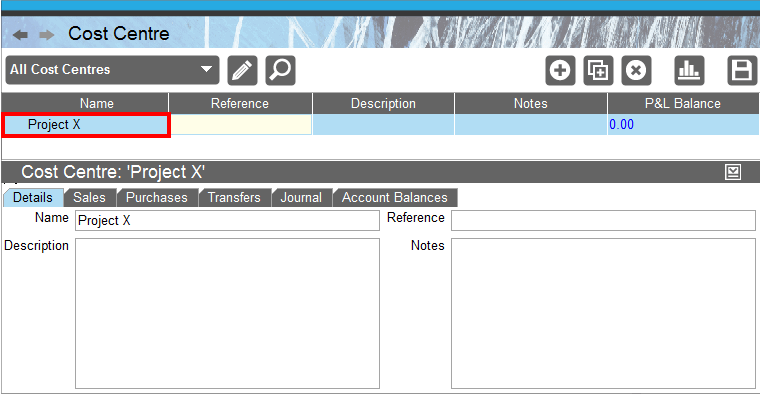 Cost Centre
All Cost Centres
Name Reference Description Notes P&L Balance
Project X 0.00
Cost Centre: 'Project X'
Details Sales Purchases Transfers Journal Account Balances
Name Project X Reference
Description Notes